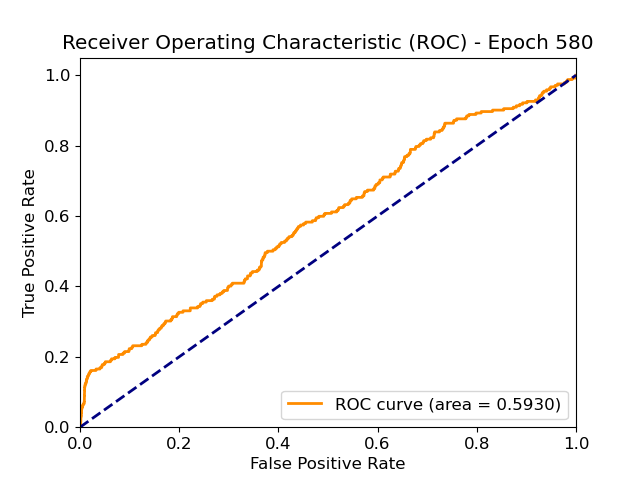 Receiver Operating Characteristic (ROC) - Epoch 580
True Positive Rate
1.0
0.8
0.6
0.4
0.2
0.0
0.0 0.2 0.4 0.6 0.8 1.0
False Positive Rate
ROC curve (area = 0.5930)